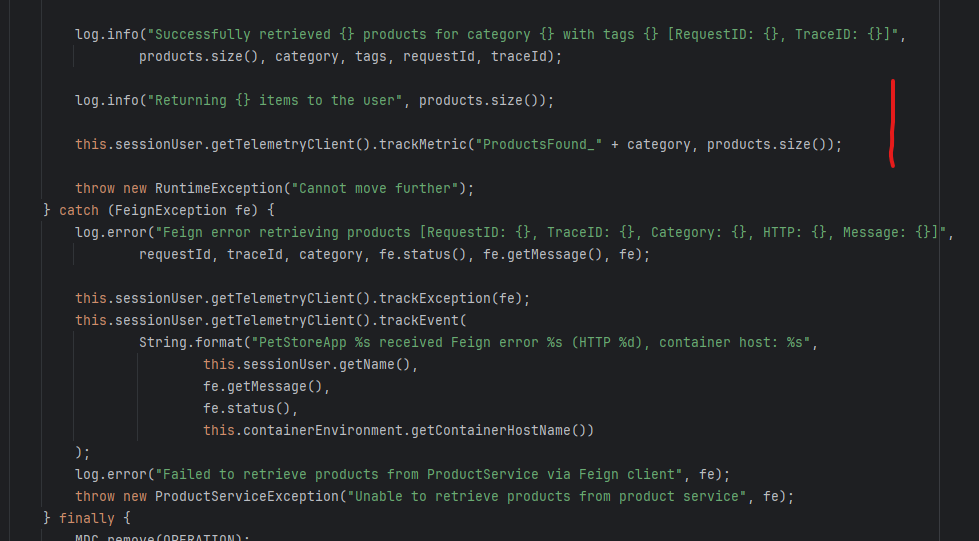 log.info("Successfully retrieved {} products for category {} with tags {} [RequestID: {}, TraceID: {}]",
products.size(), category, tags, requestId, traceId);
log.info("Returning {} items to the user", products.size());
this.sessionUser.getTelemetryClient().trackMetric("ProductsFound_" + category, products.size());
throw new RuntimeException("Cannot move further");
} catch (FeignException fe) {
log.error("Feign error retrieving products [RequestID: {}, TraceID: {}, Category: {}, HTTP: {}, Message: {}]",
requestId, traceId, category, fe.status(), fe.getMessage(), fe);
this.sessionUser.getTelemetryClient().trackException(fe);
this.sessionUser.getTelemetryClient().trackEvent(
String.format("PetStoreApp %s received Feign error %s (HTTP %d), container host: %s",
this.sessionUser.getName(),
fe.getMessage(),
fe.status(),
this.containerEnvironment.getContainerHostName())
);
log.error("Failed to retrieve products from ProductService via Feign client", fe);
throw new ProductServiceException("Unable to retrieve products from product service", fe);
} finally {
MDC.remove(OPERATION);